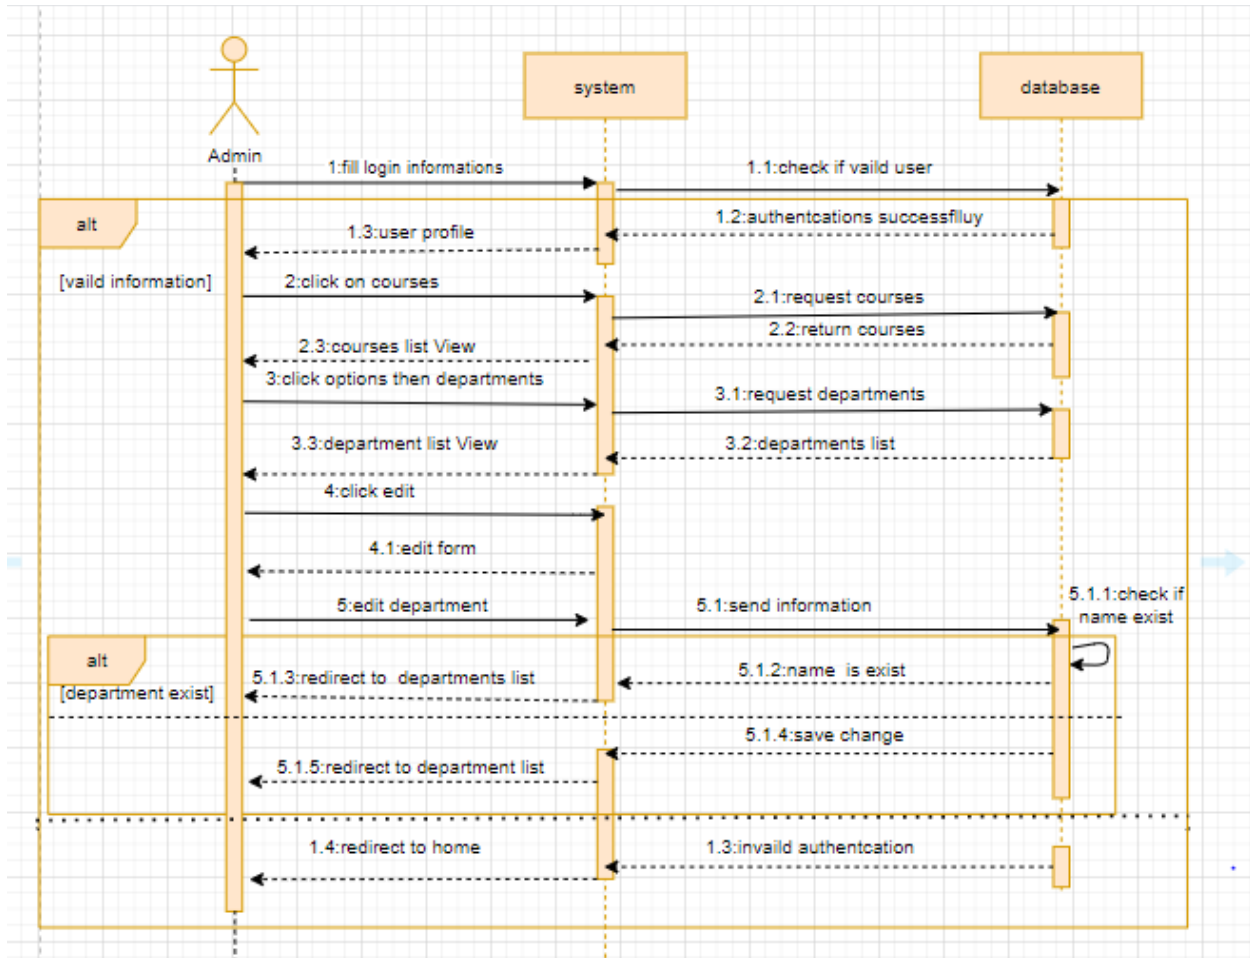 system
database
Admin
1:fill login informations
1.1:check if vaild user
alt
1.2:authentcations successflluy
1.3:user profile
[vaild information]
2:click on courses
2.1:request courses
2.2:return courses
2.3:courses list View
3:click options then departments
3.1:request departments
3.3:department list View
3.2:departments list
4:click edit
4.1:edit form
5:edit department
5.1:send information
5.1.1:check if
name exist
alt
5.1.2:name is exist
5.1.3:redirect to departments list
[department exist]
5.1.4:save change
5.1.5:redirect to department list
1.4:redirect to home
1.3:invaild authentcation